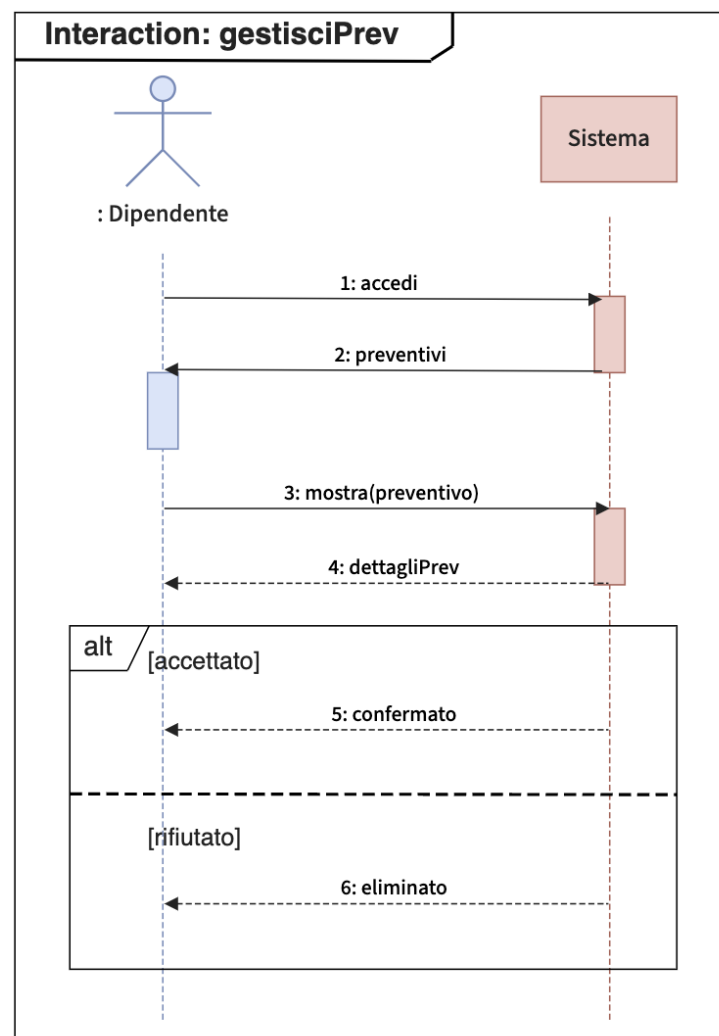 Interaction: gestisciPrev
Sistema
: Dipendente
1: accedi
2: preventivi
3: mostra(preventivo)
4: dettagliPrev
alt
[accettato]
5: confermato
[rifiutato]
6: eliminato